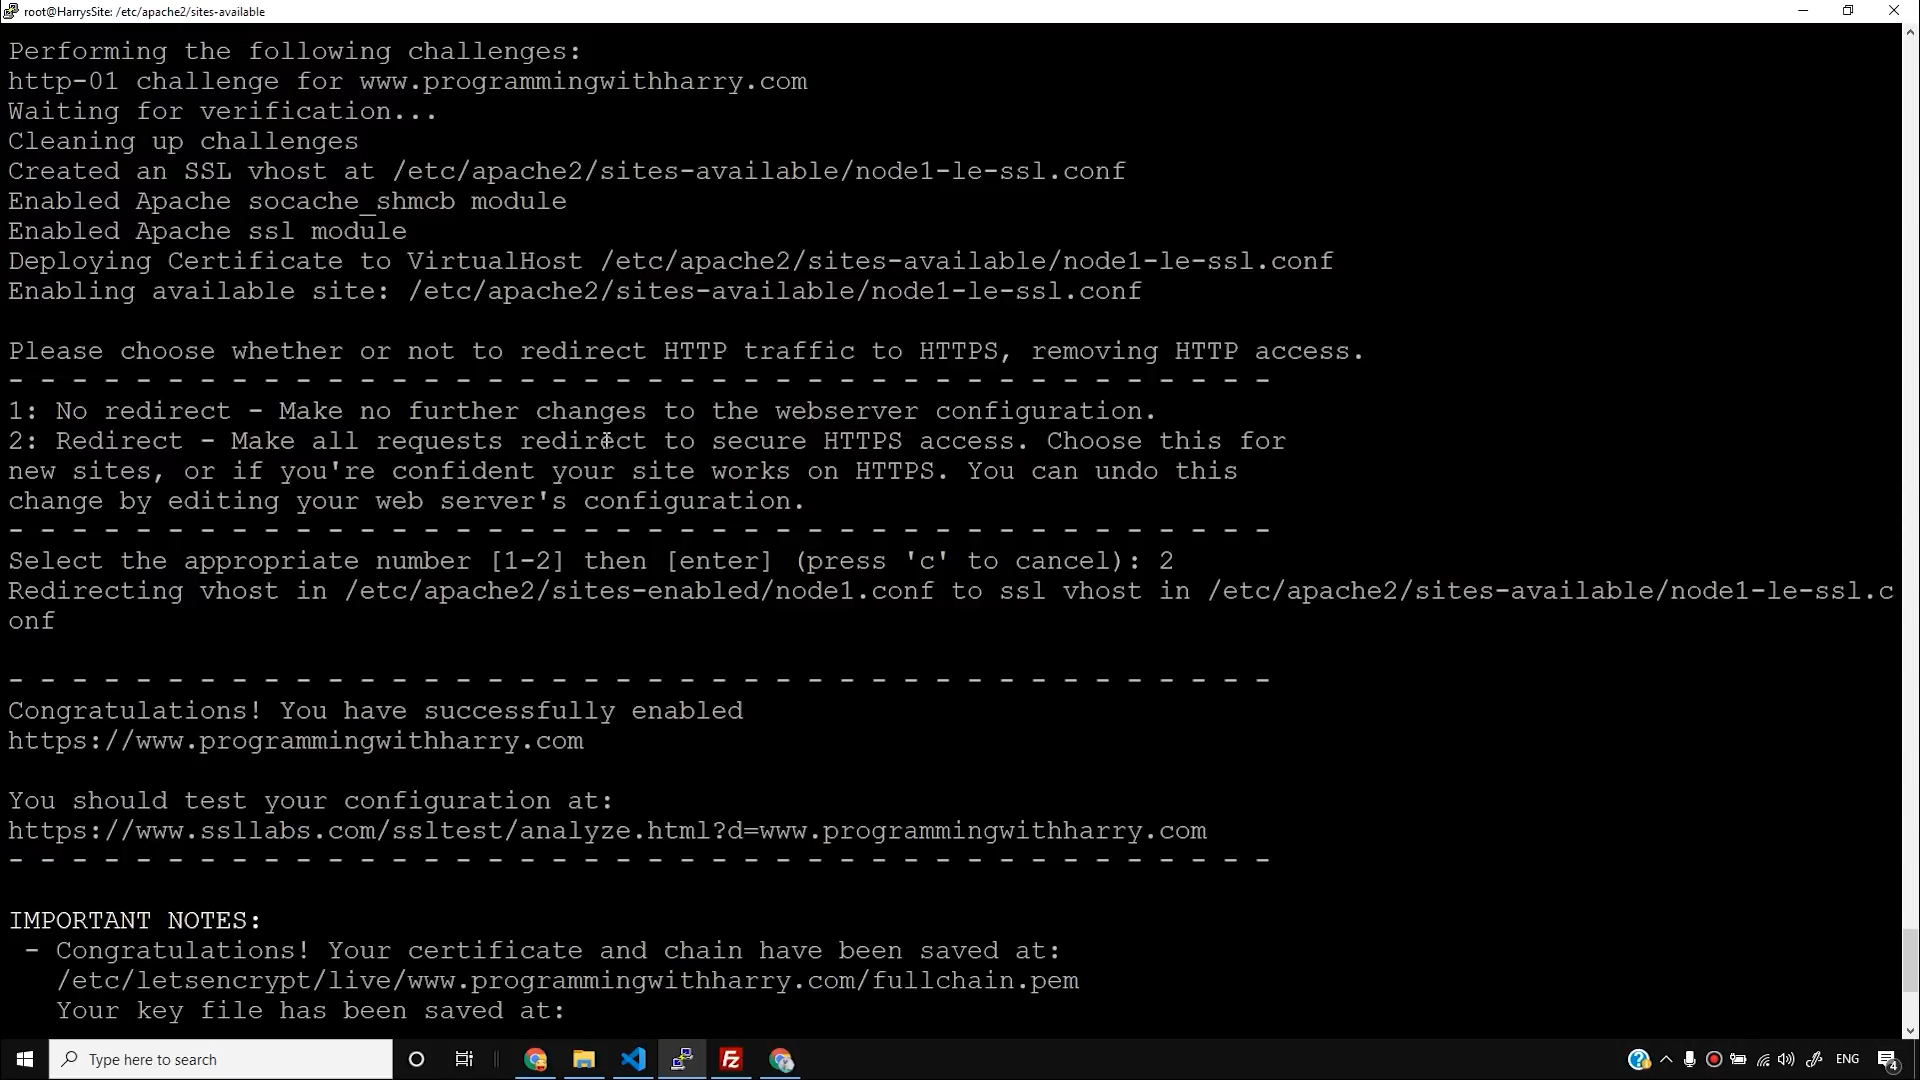 root@HarrysSite: /etc/apache2/sites-available
Performing the following challenges:
http-01 challenge for www.programmingwithharry.com
Waiting for verification...
Cleaning up challenges
Created an SSL vhost at /etc/apache2/sites-available/node1-le-ssl.conf
Enabled Apache socache_shmcb module
Enabled Apache ssl module
Deploying Certificate to VirtualHost /etc/apache2/sites-available/node1-le-ssl.conf
Enabling available site: /etc/apache2/sites-available/node1-le-ssl.conf
Please choose whether or not to redirect HTTP traffic to HTTPS, removing HTTP access.
- - - - - - - - - - - - - - - - - - - - - - - - - - - - - - - - - - - - - - - -
1: No redirect - Make no further changes to the webserver configuration.
2: Redirect - Make all requests redirect to secure HTTPS access. Choose this for
new sites, or if you're confident your site works on HTTPS. You can undo this
change by editing your web server's configuration.
- - - - - - - - - - - - - - - - - - - - - - - - - - - - - - - - - - - - - - - -
Select the appropriate number [1-2] then [enter] (press 'c' to cancel): 2
Redirecting vhost in /etc/apache2/sites-enabled/node1.conf to ssl vhost in /etc/apache2/sites-available/node1-le-ssl.c
onf
- - - - - - - - - - - - - - - - - - - - - - - - - - - - - - - - - - - - - - - -
Congratulations! You have successfully enabled
https://www.programmingwithharry.com
You should test your configuration at:
https://www.ssllabs.com/ssltest/analyze.html?d=www.programmingwithharry.com
- - - - - - - - - - - - - - - - - - - - - - - - - - - - - - - - - - - - - - - -
IMPORTANT NOTES:
- Congratulations! Your certificate and chain have been saved at:
/etc/letsencrypt/live/www.programmingwithharry.com/fullchain.pem
Your key file has been saved at:
Type here to search
ENG
4